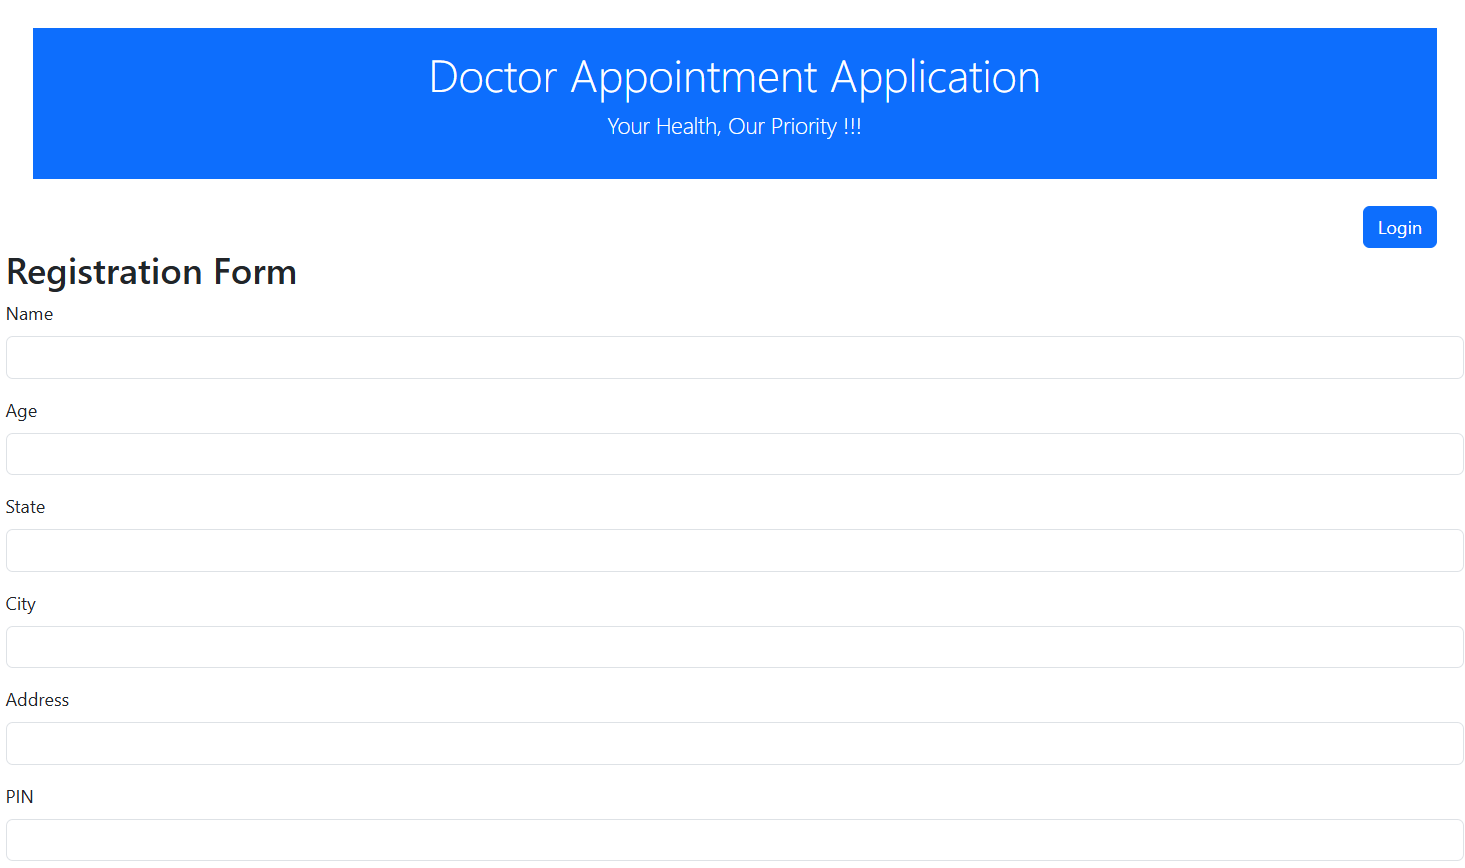 Doctor Appointment Application
Your Health, Our Priority !!!
Login
Registration Form
Name
Age
State
City
Address
PIN